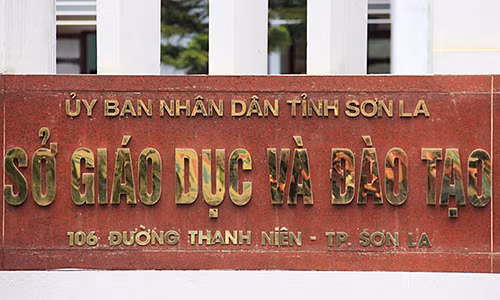 ỦY BAN NHÂN DÂN TỈNH SƠN LA
SỞ GIÁO DỤC VÀ ĐÀO TẠO
106 ĐƯỜNG THANH NIÊN - TP. SƠN LA